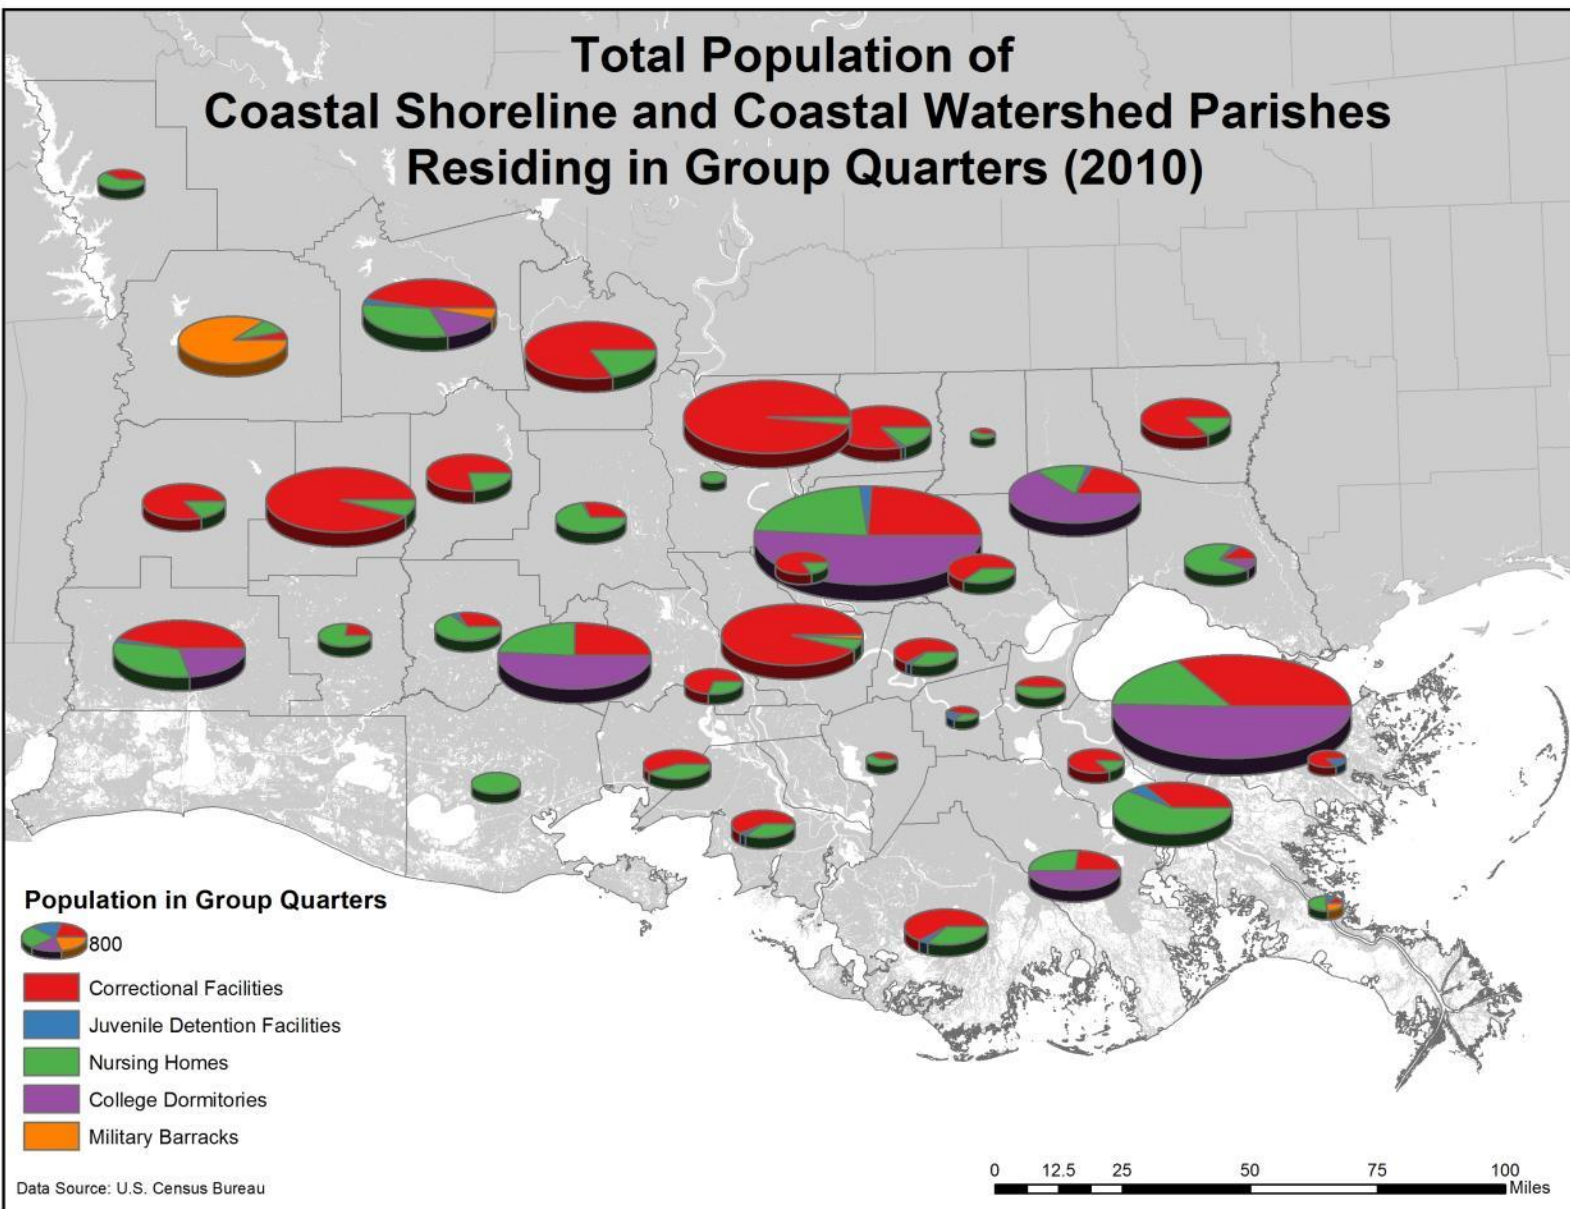 Total Population of
Coastal Shoreline and Coastal Watershed Parishes
Residing in Group Quarters (2010)
Population in Group Quarters
800
Correctional Facilities
Juvenile Detention Facilities
Nursing Homes
College Dormitories
Military Barracks
Data Source: U.S. Census Bureau
0 12.5 25 50 75 100
Miles